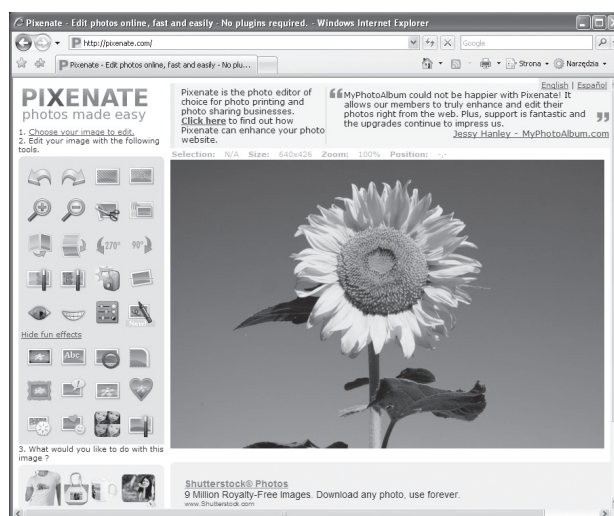 Pixenate - Edit photos online, fast and easily - No plugins required. - Windows Internet Explorer
http://pixenate.com/
Google
Pixenate - Edit photos online, fast and easily - No plu...
Strona
Narzędzia
English | Español
PIXENATE
photos made easy
1. Choose your image to edit.
2. Edit your image with the following
tools.
270°
90°
New!
Hide fun effects
Abc
3. What would you like to do with this
image ?
Pixenate is the photo editor of
choice for photo printing and
photo sharing businesses.
Click here to find out how
Pixenate can enhance your photo
website.
MyPhotoAlbum could not be happier with Pixenate! It
allows our members to truly enhance and edit their
photos right from the web. Plus, support is fantastic and
the upgrades continue to impress us.
Jessy Hanley - MyPhotoAlbum.com
Selection: N/A Size: 640x426 Zoom: 100% Position: -,-
Shutterstock® Photos
9 Million Royalty-Free Images. Download any photo, use forever.
www.Shutterstock.com